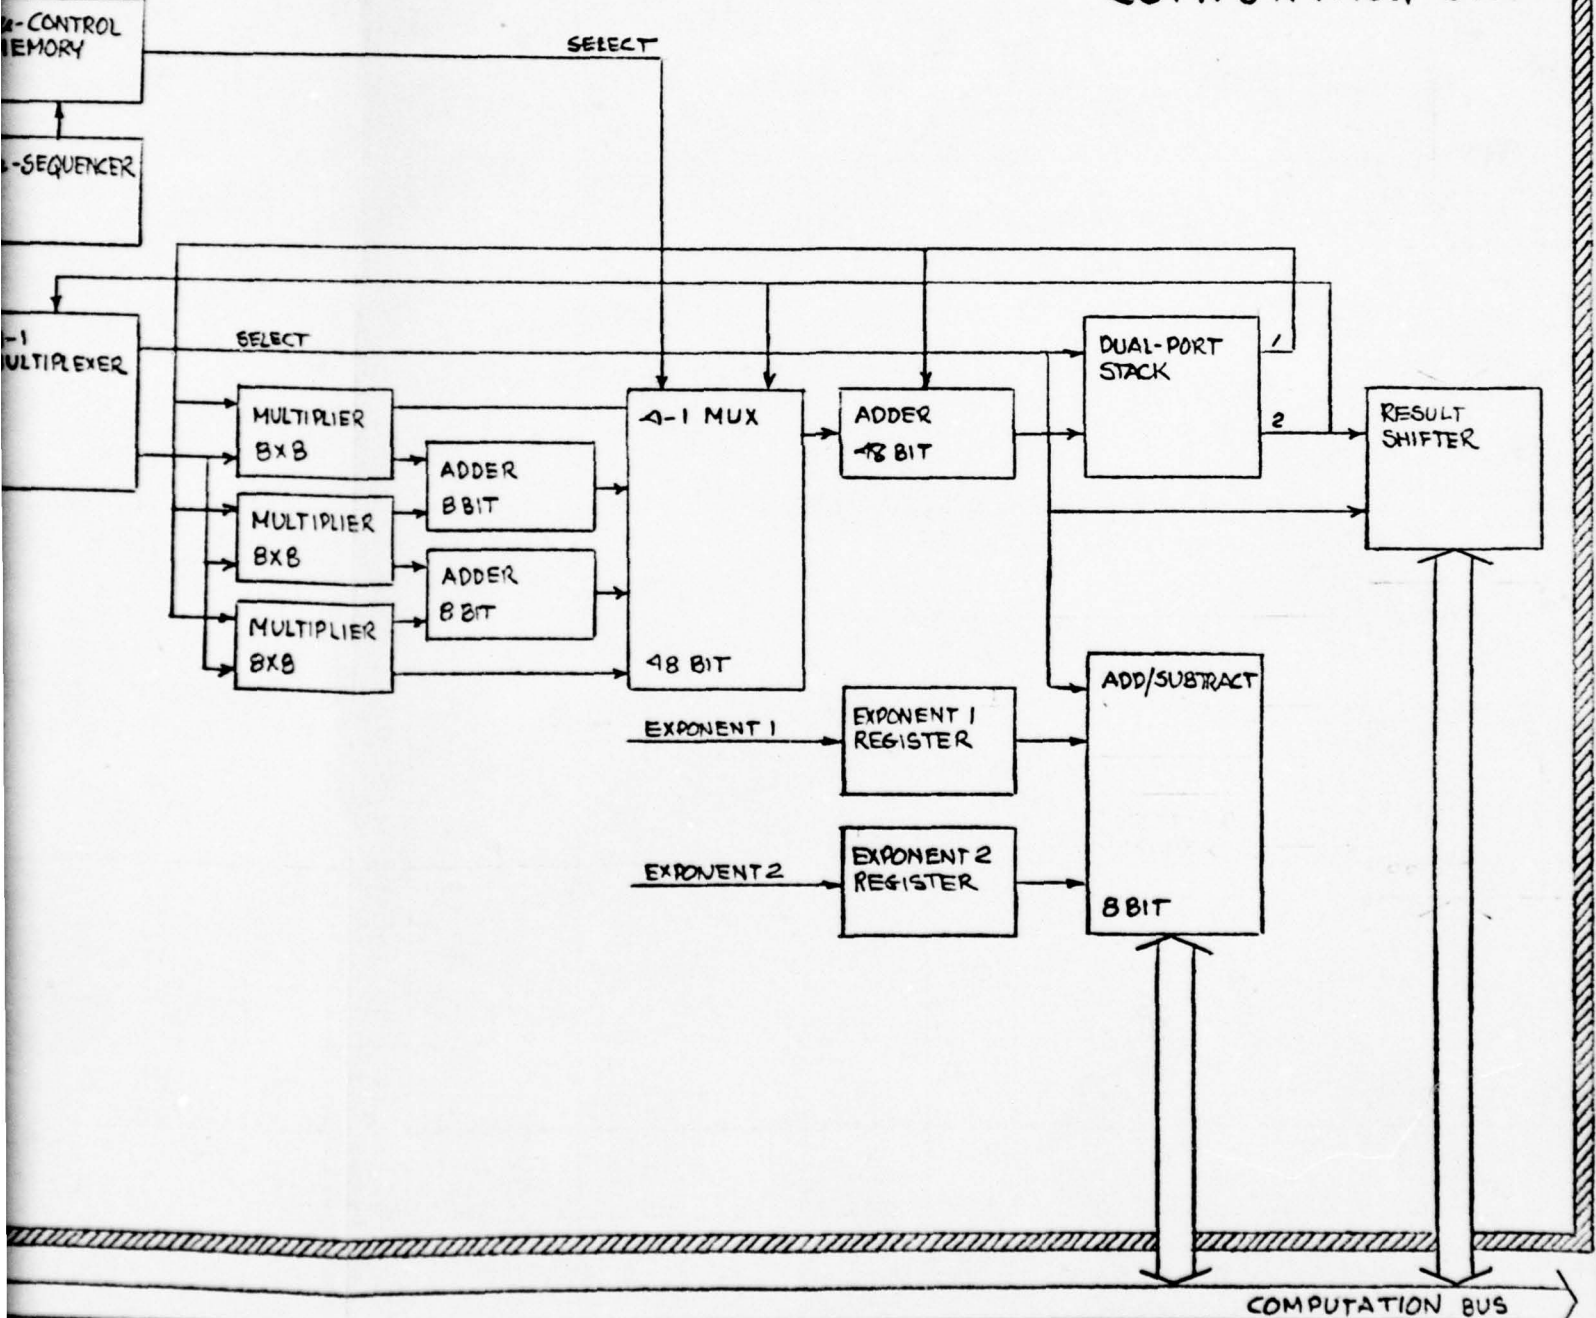 μ-CONTROL
MEMORY
SELECT
-SEQUENCER
-1
MULTIPLEXER
SELECT
MULTIPLIER
8X8
ADDER
8 BIT
MULTIPLIER
8X8
ADDER
8 BIT
MULTIPLIER
8X8
4-1 MUX
48 BIT
ADDER
48 BIT
DUAL-PORT
STACK
1
2
RESULT
SHIFTER
EXPONENT 1
EXPONENT 1
REGISTER
EXPONENT 2
EXPONENT 2
REGISTER
ADD/SUBTRACT
8 BIT
COMPUTATION BUS